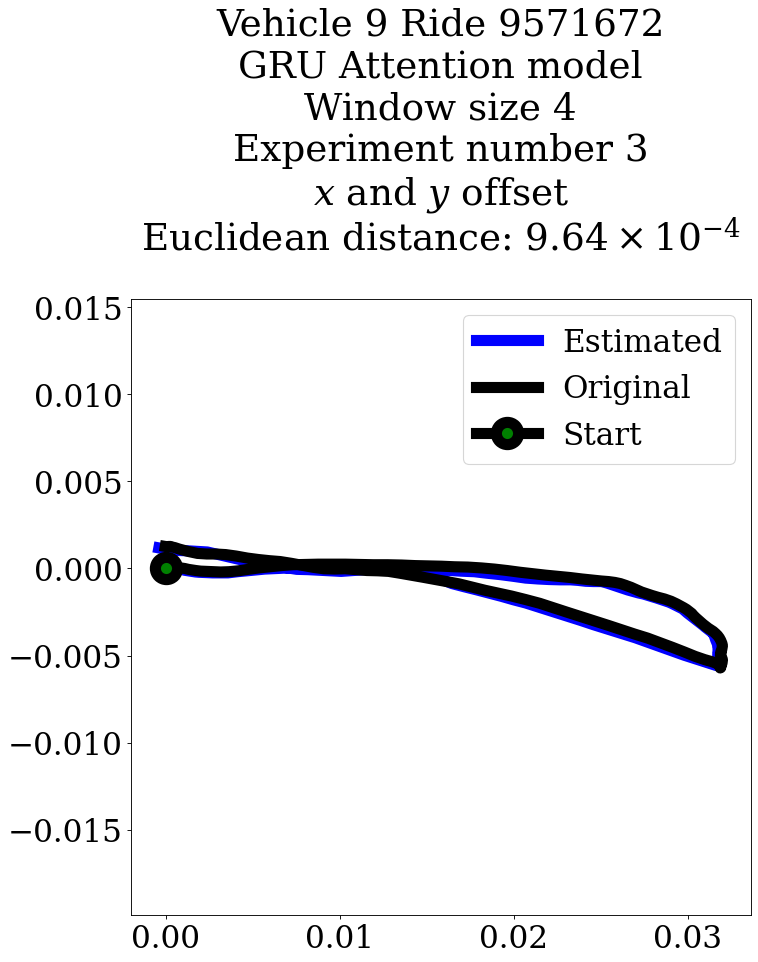 Vehicle 9 Ride 9571672
GRU Attention model
Window size 4
Experiment number 3
x and y offset
Euclidean distance: 9.64 × 10⁻⁴
Estimated
Original
Start
0.015
0.010
0.005
0.000
−0.005
−0.010
−0.015
0.00 0.01 0.02 0.03